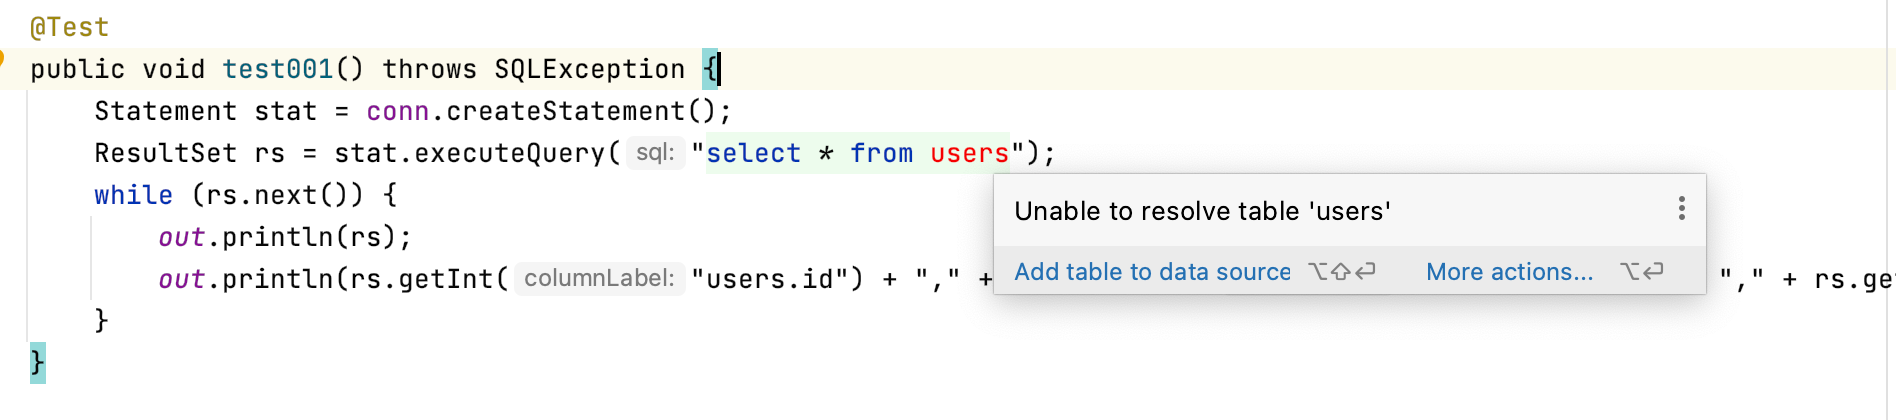 @Test
public void test001() throws SQLException {
Statement stat = conn.createStatement();
ResultSet rs = stat.executeQuery( sql: "select * from users");
while (rs.next()) {
Unable to resolve table 'users'
out.println(rs);
Add table to data source ⌥⇧⏎ More actions... ⌥⏎
out.println(rs.getInt( columnLabel: "users.id") + "," + "," + rs.ge
}
}